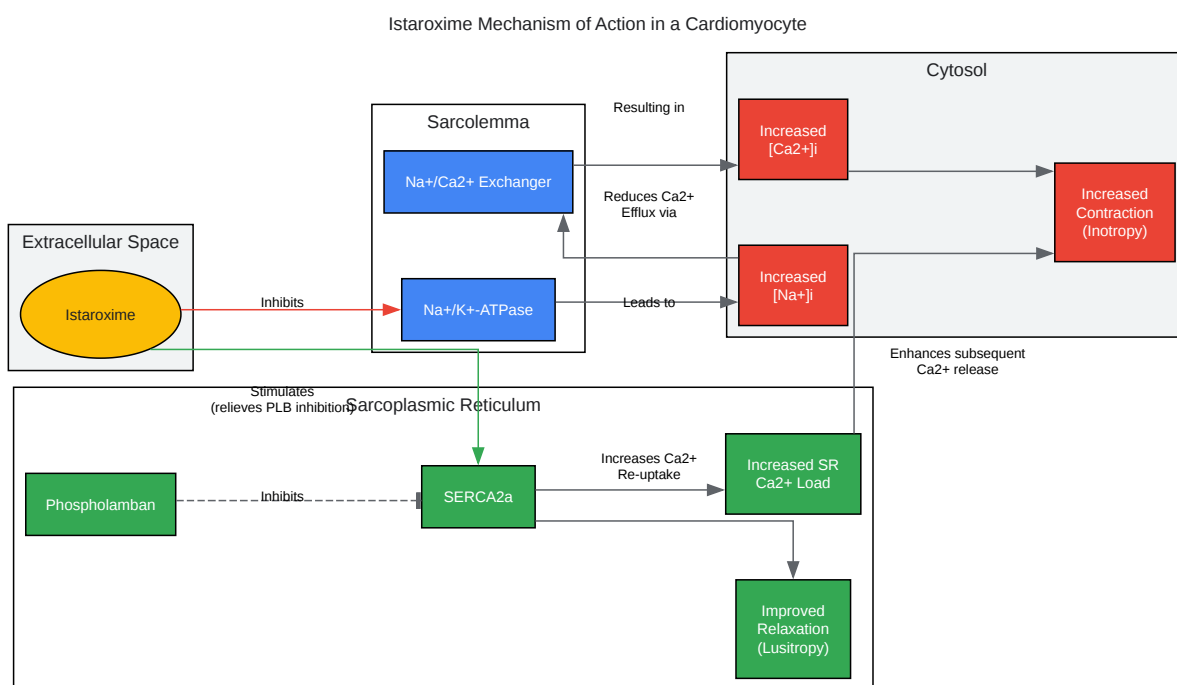 Istaroxime Mechanism of Action in a Cardiomyocyte
Cytosol
Resulting in
Increased
[Ca2+]i
Sarcolemma
Na+/Ca2+ Exchanger
Reduces Ca2+
Efflux via
Increased
Contraction
(Inotropy)
Extracellular Space
Istaroxime
Inhibits
Na+/K+-ATPase
Leads to
Increased
[Na+]i
Enhances subsequent
Ca2+ release
Stimulates
(relieves PLB inhibition)
Sarcoplasmic Reticulum
Phospholamban
Inhibits
SERCA2a
Increases Ca2+
Re-uptake
Increased SR
Ca2+ Load
Improved
Relaxation
(Lusitropy)